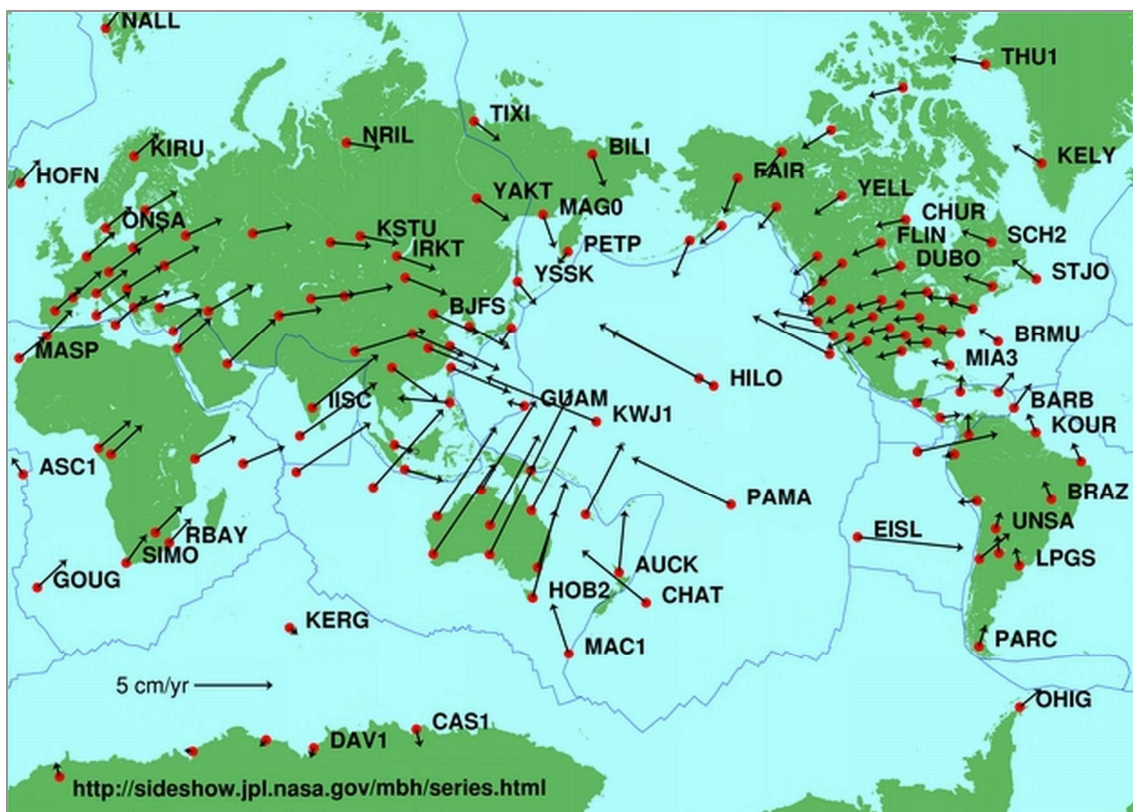 NALL
THU1
TIXI
NRIL
KIRU
BILI
KELY
HOFN
FAIR
YAKT
YELL
MAG0
ONSA
CHUR
KSTU
FLIN
SCH2
IRKT
PETP
DUBO
YSSK
STJO
BJFS
BRMU
MASP
MIA3
HILO
IISC
GUAM
BARB
KWJ1
KOUR
ASC1
PAMA
BRAZ
EISL
UNSA
RBAY
SIMO
LPGS
AUCK
GOUG
HOB2
CHAT
KERG
PARC
MAC1
5 cm/yr
OHIG
CAS1
DAV1
http://sideshow.jpl.nasa.gov/mbh/series.html